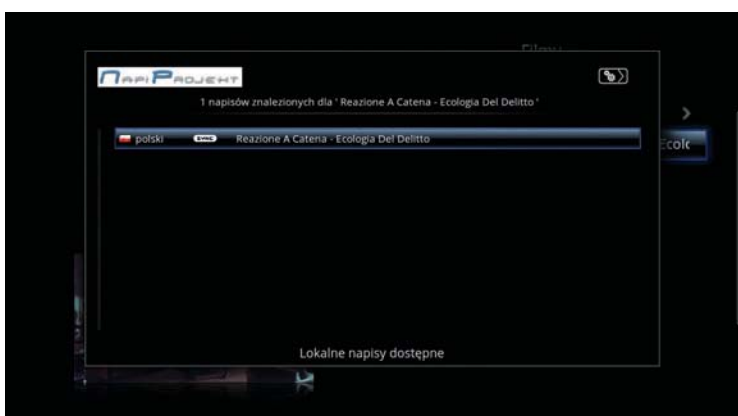 Filmy
NAPIPROJEKT
1 napisów znalezionych dla ' Reazione A Catena - Ecologia Del Delitto '
polski SYNC Reazione A Catena - Ecologia Del Delitto
Ecolo
Lokalne napisy dostępne